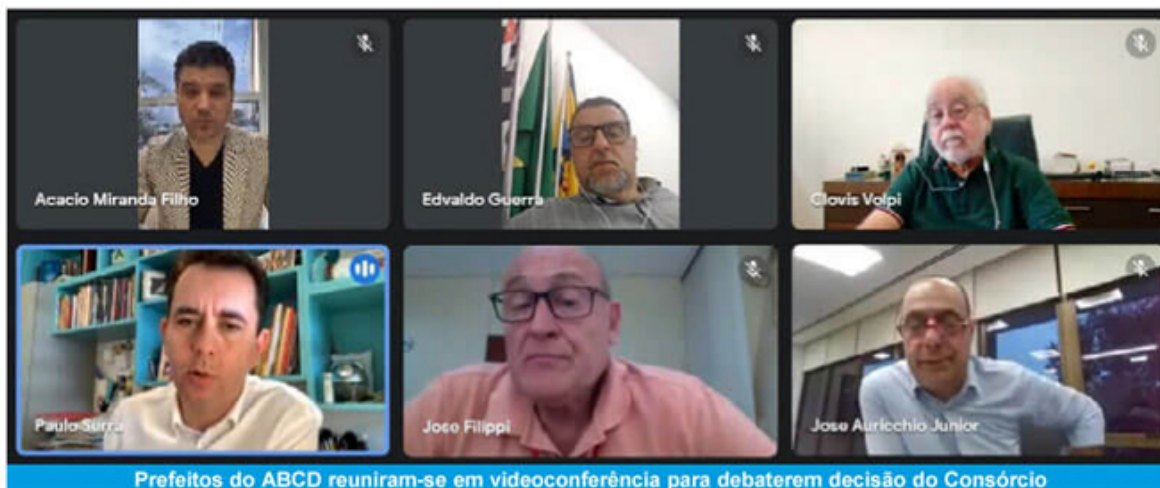 Acacio Miranda Filho
Edvaldo Guerra
Clovis Volpi
Paulo Serra
Jose Filippi
Jose Auricchio Junior
Prefeitos do ABCD reuniram-se em videoconferência para debaterem decisão do Consórcio